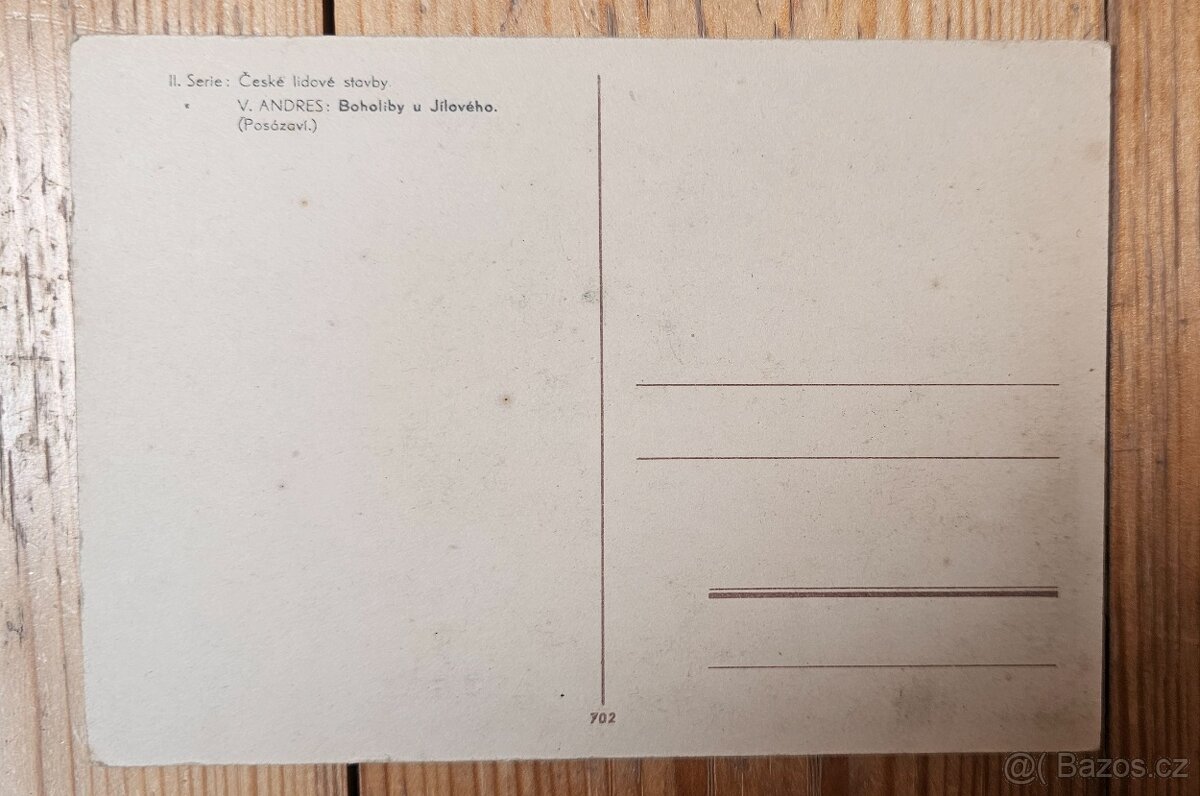 II. Serie: České lidové stavby.
V. ANDRES: Boholiby u Jílového.
(Posázaví.)
702
@( Bazos.cz